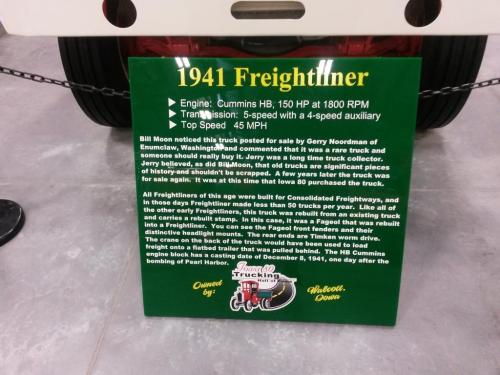 1941 Freightliner
Engine: Cummins HB, 150 HP at 1800 RPM
Transmission: 5-speed with a 4-speed auxiliary
Top Speed 45 MPH
Bill Moon noticed this truck posted for sale by Gerry Noordman of
Enumclaw, Washington and commented that it was a rare truck and
someone should really buy it. Jerry was a long time truck collector.
Jerry believed, as did Bill Moon, that old trucks are significant pieces
of history and shouldn't be scrapped. A few years later the truck was
for sale again. It was at this time that Iowa 80 purchased the truck.
All Freightliners of this age were built for Consolidated Freightways, and
in those days Freightliner made less than 50 trucks per year. Like all of
the other early Freightliners, this truck was rebuilt from an existing truck
and carries a rebuilt stamp. In this case, it was a Fageol that was rebuilt
into a Freightliner. You can see the Fageol front fenders and their
distinctive headlight mounts. The rear ends are Timken worm drive.
The crane on the back of the truck would have been used to load
freight onto a flatbed trailer that was pulled behind. The HB Cummins
engine block has a casting date of December 8, 1941, one day after the
bombing of Pearl Harbor.
Owned
by:
Iowa 80
Trucking
Hall of Fame
Walcott,
Iowa